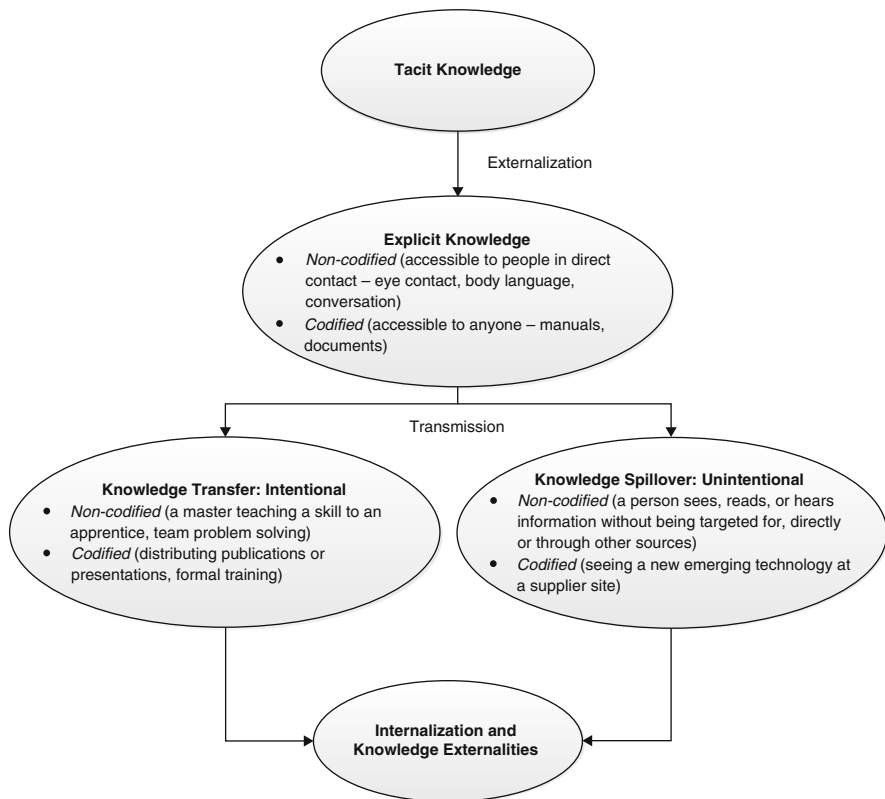 Tacit Knowledge
Externalization
Explicit Knowledge
• Non-codified (accessible to people in direct
contact – eye contact, body language,
conversation)
• Codified (accessible to anyone – manuals,
documents)
Transmission
Knowledge Transfer: Intentional
• Non-codified (a master teaching a skill to an
apprentice, team problem solving)
• Codified (distributing publications or
presentations, formal training)
Knowledge Spillover: Unintentional
• Non-codified (a person sees, reads, or hears
information without being targeted for, directly
or through other sources)
• Codified (seeing a new emerging technology at
a supplier site)
Internalization and
Knowledge Externalities